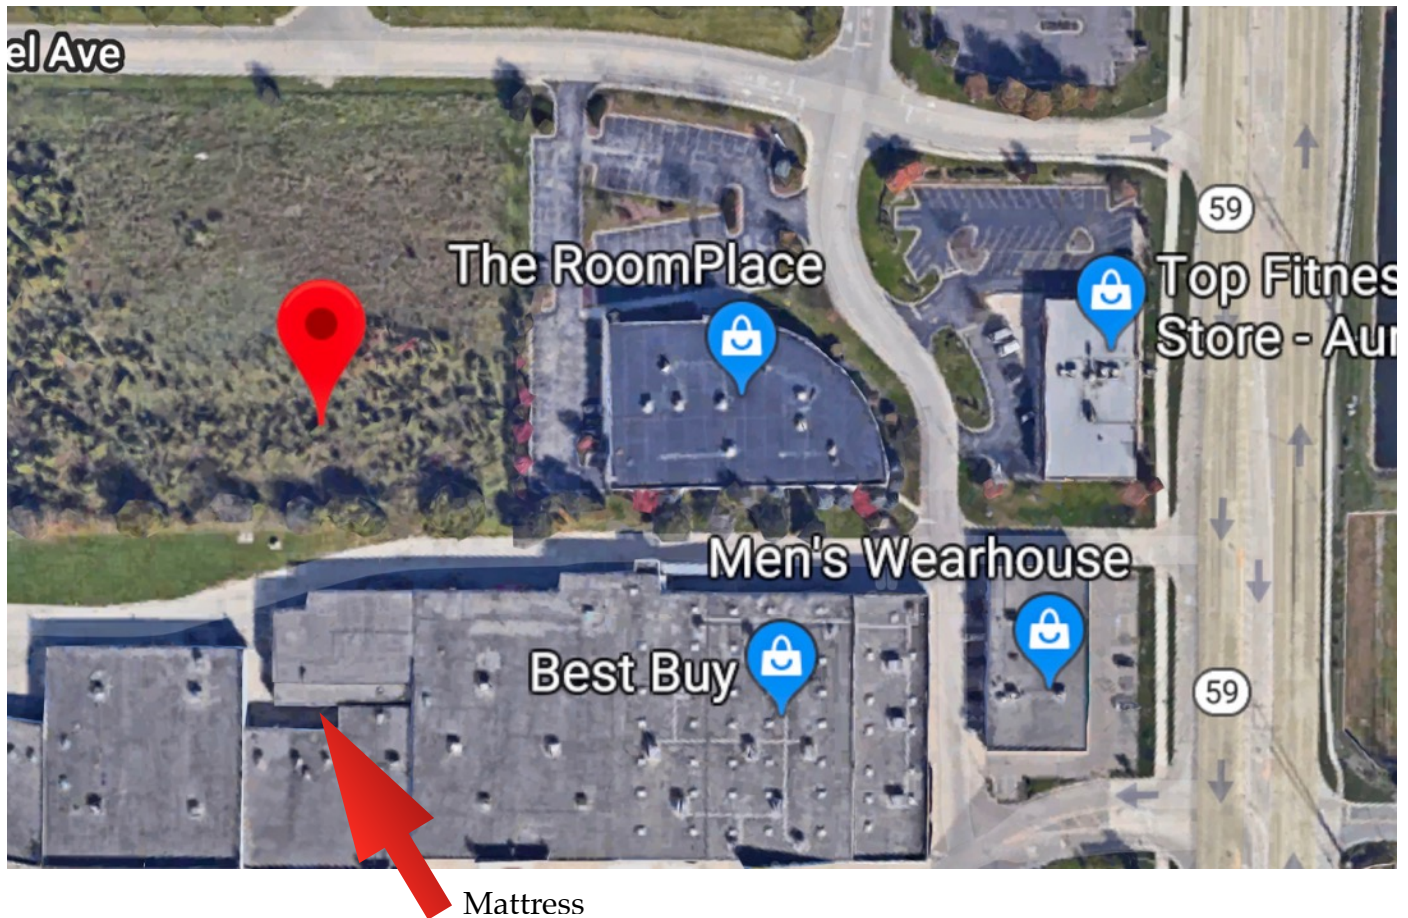 el Ave
59
The RoomPlace
Top Fitnes
Store - Aur
Men's Wearhouse
Best Buy
59
Mattress